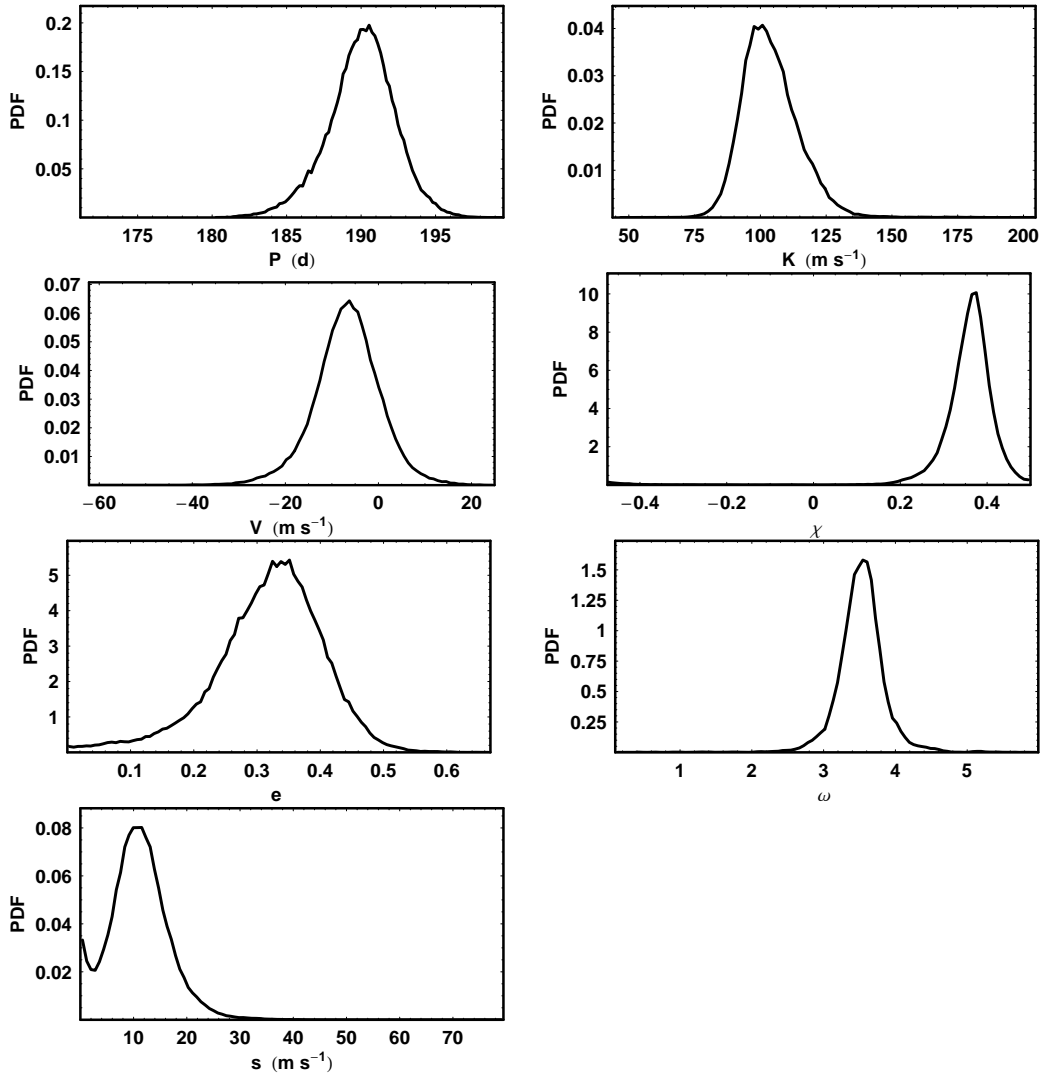 0.2
0.15
0.1
0.05
PDF
175 180 185 190 195
P (d)
0.04
0.03
0.02
0.01
PDF
50 75 100 125 150 175 200
K (m s−1)
0.07
0.06
0.05
0.04
0.03
0.02
0.01
PDF
−60 −40 −20 0 20
V (m s−1)
10
8
6
4
2
PDF
−0.4 −0.2 0 0.2 0.4
χ
5
4
3
2
1
PDF
0.1 0.2 0.3 0.4 0.5 0.6
e
1.5
1.25
1
0.75
0.5
0.25
PDF
1 2 3 4 5
ω
0.08
0.06
0.04
0.02
PDF
10 20 30 40 50 60 70
s (m s−1)